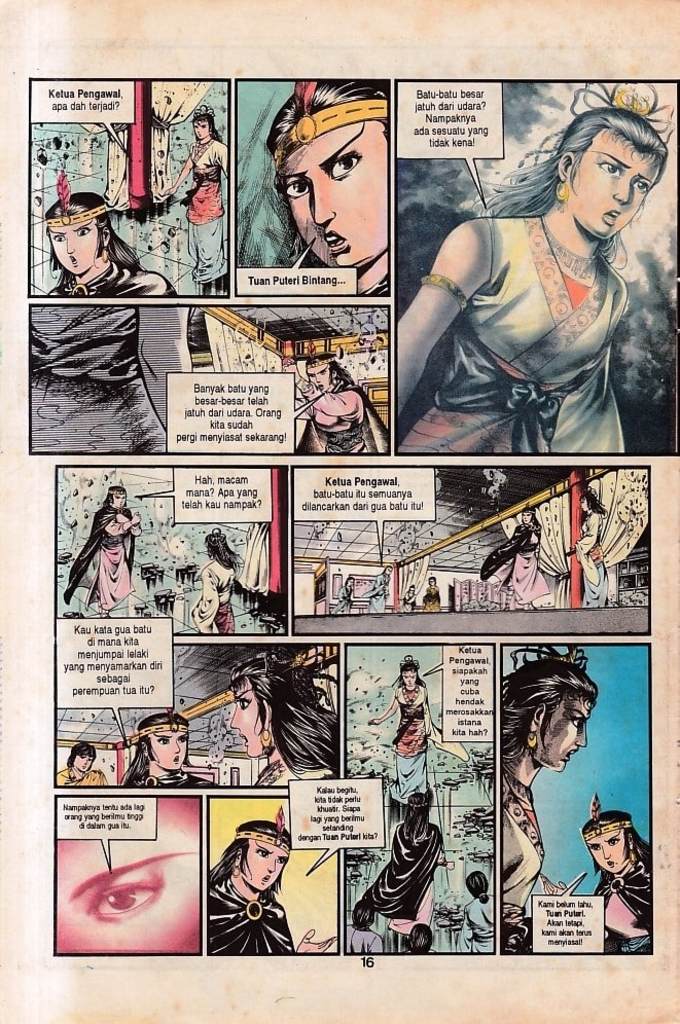 Ketua Pengawal,
apa dah terjadi?
Tuan Puteri Bintang...
Batu-batu besar
jatuh dari udara?
Nampaknya
ada sesuatu yang
tidak kena!
Banyak batu yang
besar-besar telah
jatuh dari udara. Orang
kita sudah
pergi menyiasat sekarang!
Hah, macam
mana? Apa yang
telah kau nampak?
Ketua Pengawal,
batu-batu itu semuanya
dilancarkan dari gua batu itu!
Kau kata gua batu
di mana kita
menjumpai lelaki
yang menyamarkan diri
sebagai
perempuan tua itu?
Ketua
Pengawal,
siapakah
yang
cuba
hendak
merosakkan
istana
kita hah?
Kami belum tahu,
Tuan Puteri.
Akan tetapi,
kami akan terus
menyiasat!
Nampaknya tentu ada lagi
orang yang berilmu tinggi
di dalam gua itu.
Kalau begitu,
kita tidak perlu
khuatir. Siapa
lagi yang berilmu
setanding
dengan Tuan Puteri kita?
16